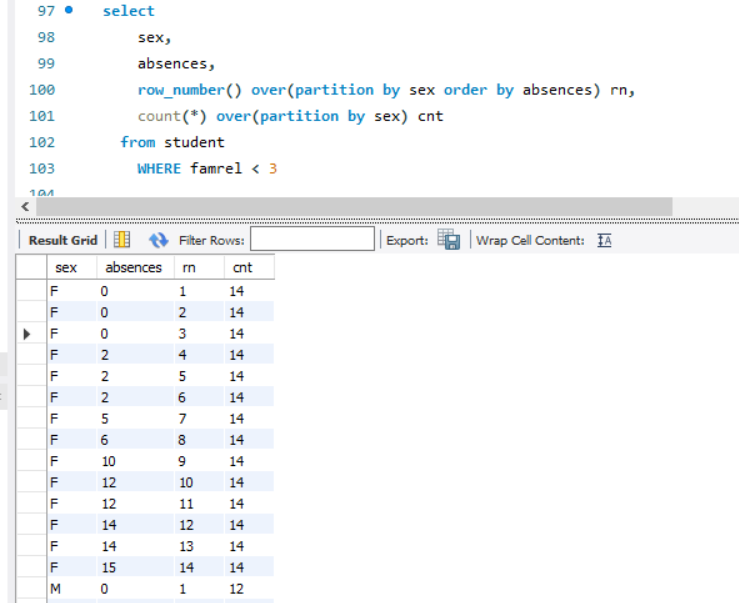 97 select
98 sex,
99 absences,
100 row_number() over(partition by sex order by absences) rn,
101 count(*) over(partition by sex) cnt
102 from student
103 WHERE famrel < 3
104
Result Grid Filter Rows: Export: Wrap Cell Content: IA
sex absences rn cnt
F 0 1 14
F 0 2 14
F 0 3 14
F 2 4 14
F 2 5 14
F 2 6 14
F 5 7 14
F 6 8 14
F 10 9 14
F 12 10 14
F 12 11 14
F 14 12 14
F 14 13 14
F 15 14 14
M 0 1 12